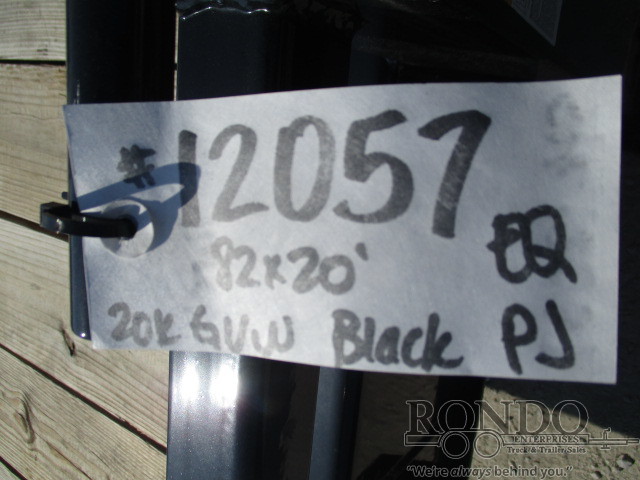 #12057
EQ
82x20'
20k GVW Black PJ
RONDO
ENTERPRISES
Truck & Trailer Sales
"We're always behind you."